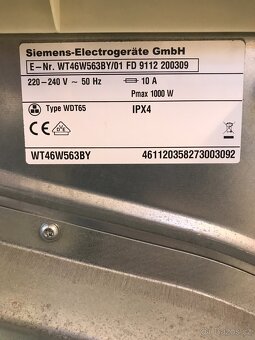 Siemens-Electrogeräte GmbH
E-Nr. WT46W563BY/01 FD 9112 200309
220-240 V ~ 50 Hz 10 A
Pmax 1000 W
Type WDT65 IPX4
CE
WT46W563BY 461120358273003092